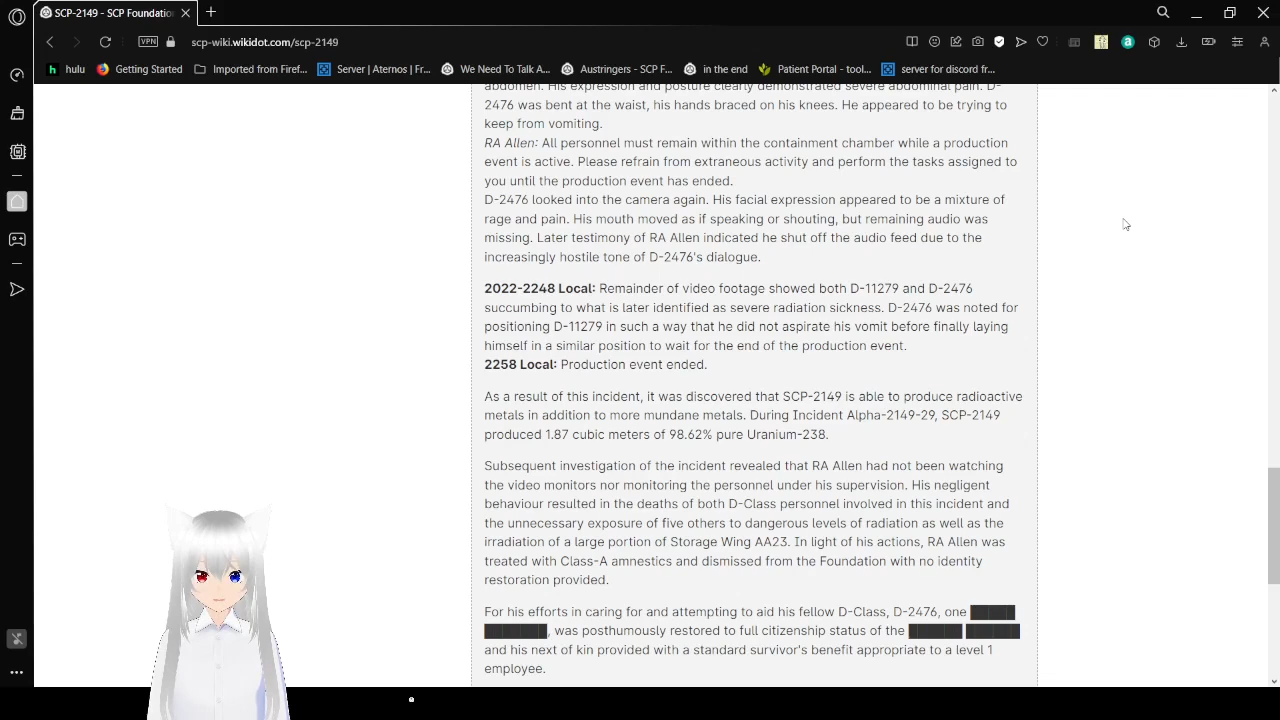 SCP-2149 - SCP Foundatio
VPN
scp-wiki.wikidot.com/scp-2149
hulu
Getting Started
Imported from Firef...
Server | Aternos | Fr...
We Need To Talk A...
Austringers - SCP F...
in the end
Patient Portal - tool...
server for discord fr...
abdomen. His expression and posture clearly demonstrated severe abdominal pain. D-
2476 was bent at the waist, his hands braced on his knees. He appeared to be trying to
keep from vomiting.
RA Allen: All personnel must remain within the containment chamber while a production
event is active. Please refrain from extraneous activity and perform the tasks assigned to
you until the production event has ended.
D-2476 looked into the camera again. His facial expression appeared to be a mixture of
rage and pain. His mouth moved as if speaking or shouting, but remaining audio was
missing. Later testimony of RA Allen indicated he shut off the audio feed due to the
increasingly hostile tone of D-2476's dialogue.
2022-2248 Local: Remainder of video footage showed both D-11279 and D-2476
succumbing to what is later identified as severe radiation sickness. D-2476 was noted for
positioning D-11279 in such a way that he did not aspirate his vomit before finally laying
himself in a similar position to wait for the end of the production event.
2258 Local: Production event ended.
As a result of this incident, it was discovered that SCP-2149 is able to produce radioactive
metals in addition to more mundane metals. During Incident Alpha-2149-29, SCP-2149
produced 1.87 cubic meters of 98.62% pure Uranium-238.
Subsequent investigation of the incident revealed that RA Allen had not been watching
the video monitors nor monitoring the personnel under his supervision. His negligent
behaviour resulted in the deaths of both D-Class personnel involved in this incident and
the unnecessary exposure of five others to dangerous levels of radiation as well as the
irradiation of a large portion of Storage Wing AA23. In light of his actions, RA Allen was
treated with Class-A amnestics and dismissed from the Foundation with no identity
restoration provided.
For his efforts in caring for and attempting to aid his fellow D-Class, D-2476, one █████
███████, was posthumously restored to full citizenship status of the ██████ ██████
and his next of kin provided with a standard survivor's benefit appropriate to a level 1
employee.